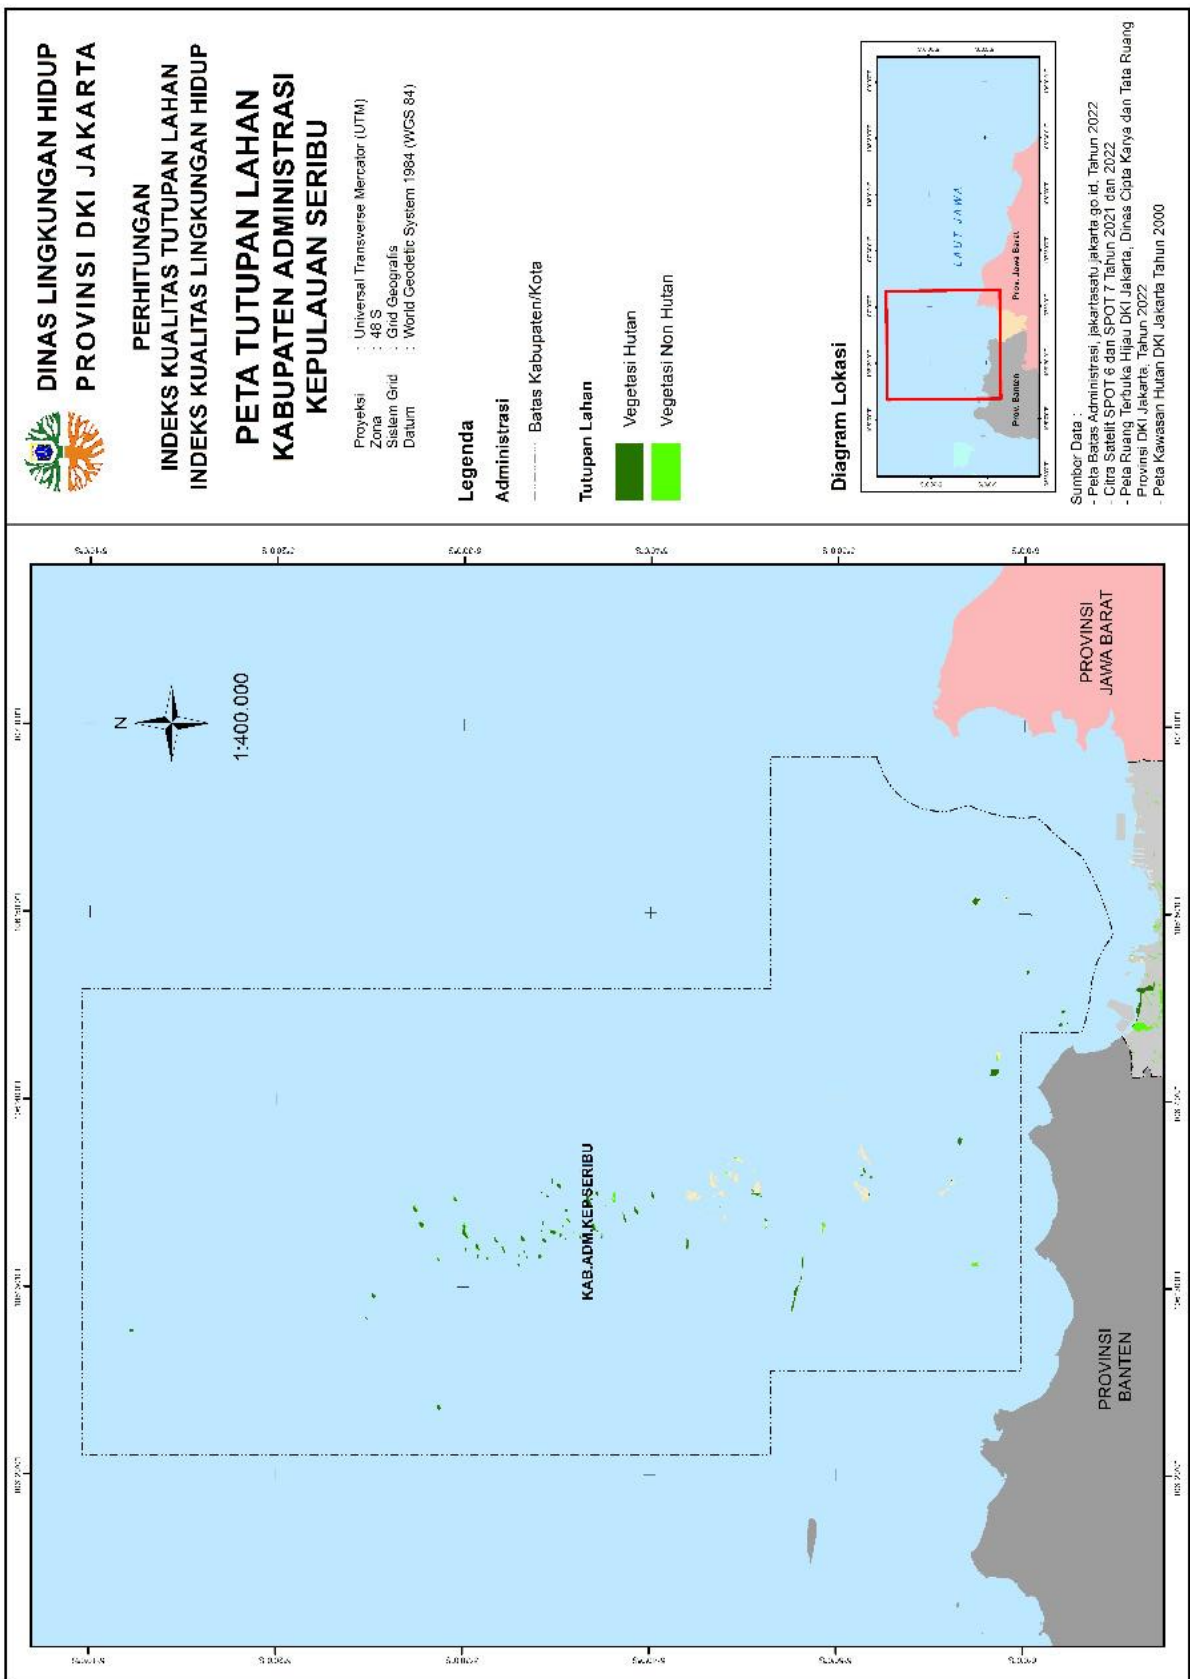 DINAS LINGKUNGAN HIDUP
PROVINSI DKI JAKARTA
PERHITUNGAN
INDEKS KUALITAS TUTUPAN LAHAN
INDEKS KUALITAS LINGKUNGAN HIDUP
PETA TUTUPAN LAHAN
KABUPATEN ADMINISTRASI
KEPULAUAN SERIBU
Proyeksi : Universal Transverse Mercator (UTM)
Zona : 48 S
Sistem Grid : Grid Geografis
Datum : World Geodetic System 1984 (WGS 84)
Legenda
Administrasi
Batas Kabupaten/Kota
Tutupan Lahan
Vegetasi Hutan
Vegetasi Non Hutan
Diagram Lokasi
LAUT JAWA
Prov. Banten
Prov. Jawa Barat
Sumber Data :
- Peta Batas Administrasi, jakartasatu.jakarta.go.id, Tahun 2022
- Citra Satelit SPOT 6 dan SPOT 7 Tahun 2021 dan 2022
- Peta Ruang Terbuka Hijau DKI Jakarta, Dinas Cipta Karya dan Tata Ruang
Provinsi DKI Jakarta, Tahun 2022
- Peta Kawasan Hutan DKI Jakarta Tahun 2000
N
1:400.000
KAB.ADM.KEP.SERIBU
PROVINSI
BANTEN
PROVINSI
JAWA BARAT